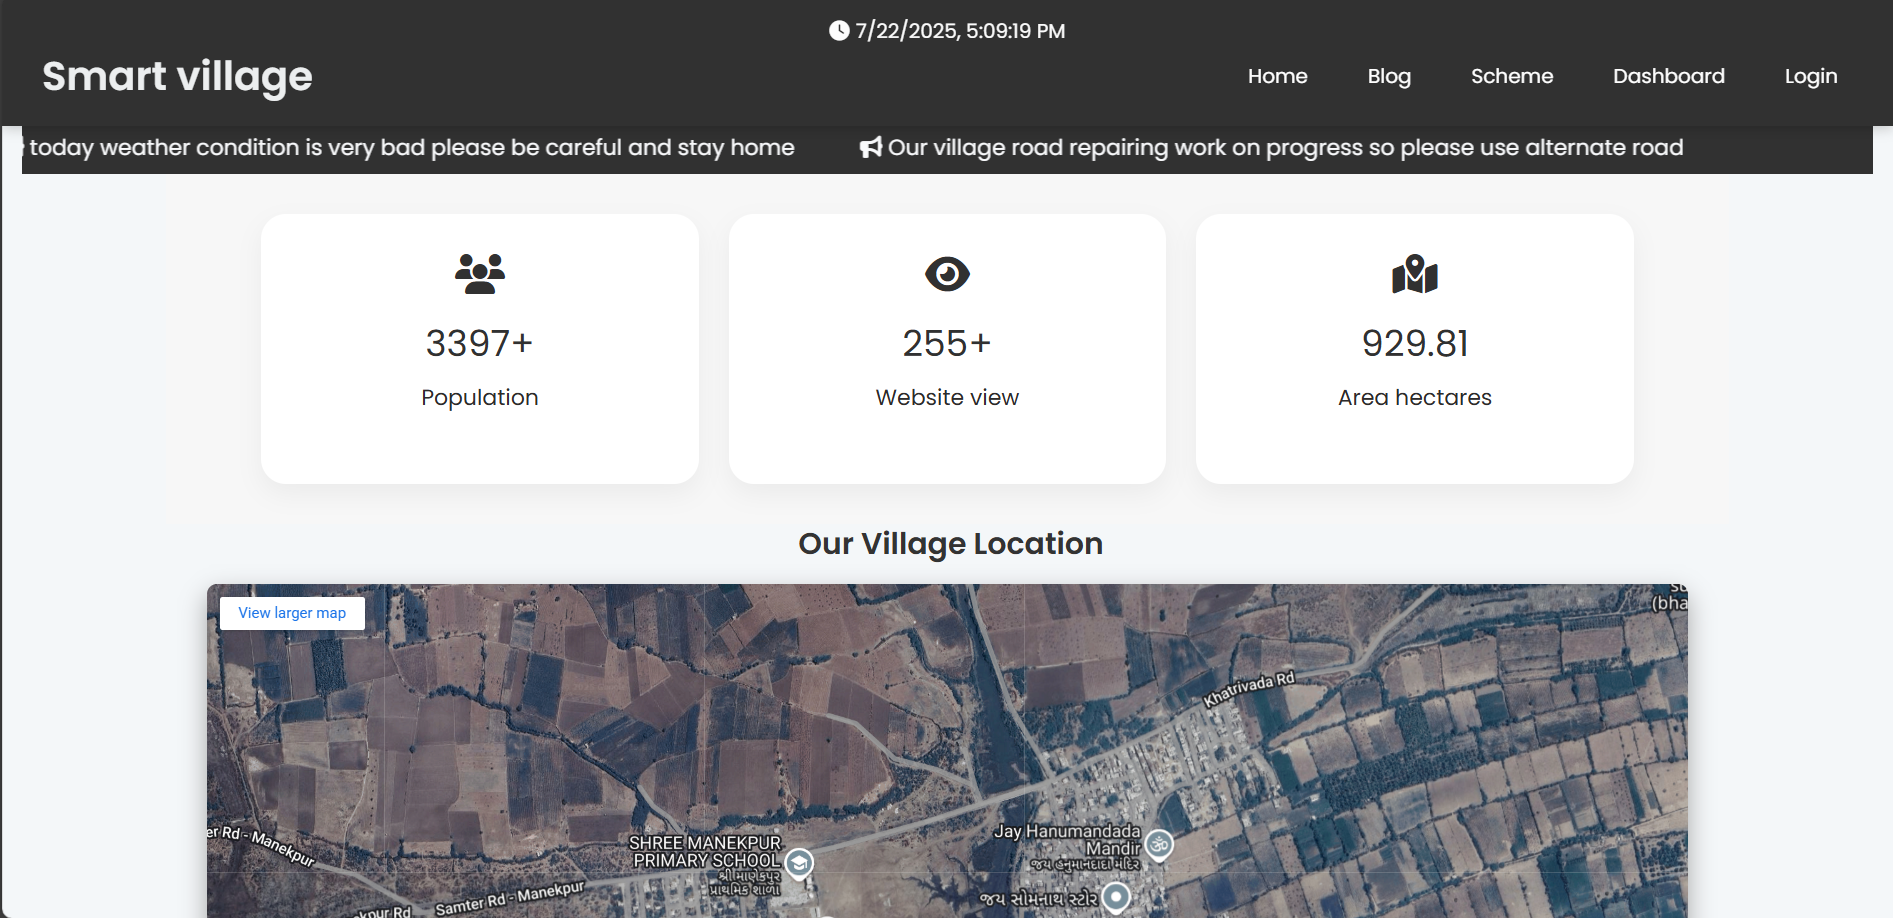 7/22/2025, 5:09:19 PM
Smart village
Home Blog Scheme Dashboard Login
today weather condition is very bad please be careful and stay home
Our village road repairing work on progress so please use alternate road
3397+
Population
255+
Website view
929.81
Area hectares
Our Village Location
View larger map
(bha
Khatrivada Rd
er Rd - Manekpur
SHREE MANEKPUR
PRIMARY SCHOOL
શ્રી માણેકપુર
પ્રાથમિક શાળા
Jay Hanumandada
Mandir
જય હનુમાનદાદા મંદિર
જય સોમનાથ સ્ટોર
Samter Rd - Manekpur
kpur Rd